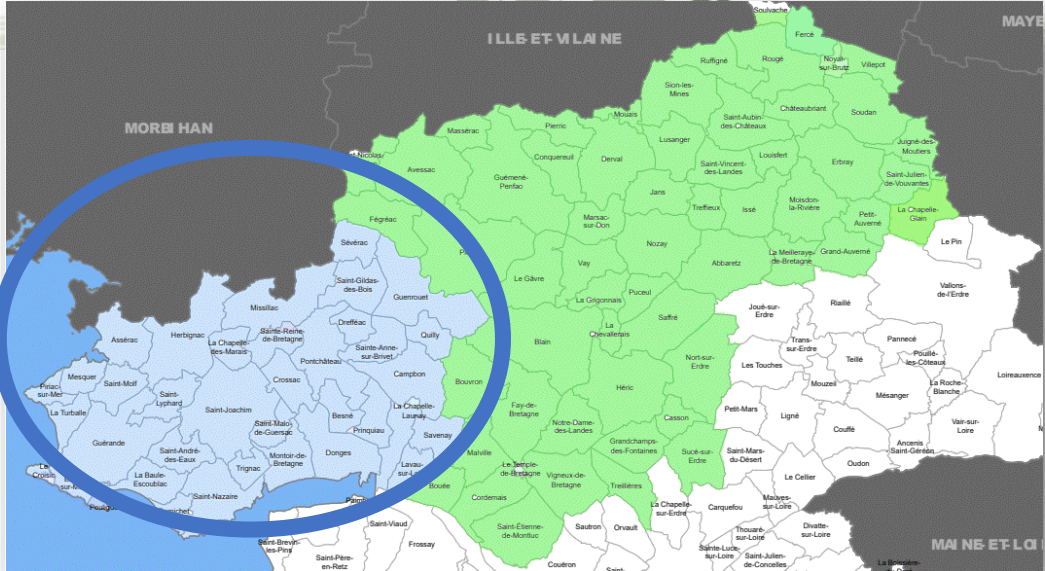 Soulvache
MAYE
ILLE-ET-VILAINE
Fercé
Ruffigné
Rougé
Noyal-
sur-Brutz
Villepot
Sion-les-
Mines
Châteaubriant
Soudan
Mouais
Saint-Aubin
des-Châteaux
MORBIHAN
Massérac
Pierric
Lusanger
Juigné-des-
Moutiers
Nicolas-
Avessac
Conquereuil
Derval
Saint-Vincent-
des-Landes
Louisfert
Erbray
Guémené-
Penfao
Saint-Julien-
de-Vouvantes
Jans
Treffieux
Issé
Moisdon-
la-Rivière
Petit-
Auverné
La Chapelle-
Glain
Fégréac
Marsac-
sur-Don
Sévérac
Nozay
Le Pin
Abbaretz
La Meilleraye-
de-Bretagne
Grand-Auverné
Vay
Saint-Gildas-
des-Bois
Le Gâvre
Guenrouet
La Grigonnais
Puceul
Vallons-
de-l'Erdre
Missillac
Joué-sur-
Erdre
Riaillé
Saffré
Drefféac
La
Chevallerais
Sainte-Reine-
de-Bretagne
Quilly
Assérac
Herbignac
La Chapelle-
des-Marais
Blain
Trans-
sur-Erdre
Pannecé
Sainte-Anne-
sur-Brivet
Pouillé-
les-Côteaux
Pontchâteau
Nort-sur-
Erdre
Les Touches
Teillé
Mesquer
Campbon
Loireauxence
Piriac-
sur-Mer
Saint-Molf
Crossac
Bouvron
Héric
Mouzeil
La Roche-
Blanche
Mésanger
Saint-
Lyphard
La Turballe
Saint-Joachim
Fay-de-
Bretagne
Petit-Mars
Ligné
La Chapelle-
Launay
Besné
Casson
Couffé
Vair-sur-
Loire
Saint-Malo-
de-Guersac
Prinquiau
Notre-Dame-
des-Landes
Savenay
Guérande
Grandchamps-
des-Fontaines
Ancenis
Saint-Géréon
Saint-André-
des-Eaux
Montoir-de-
Bretagne
Donges
Malville
Sucé-sur-
Erdre
Saint-Mars-
du-Désert
Oudon
Trignac
Lavau-
sur-L
Le Temple-
de-Bretagne
Le
Croisic
La Baule-
Escoublac
Vigneux-de-
Bretagne
Treillières
Le Cellier
Bouée
Cordemais
Saint-Nazaire
Mauves-
sur-Loire
La Chapelle-
sur-Erdre
Carquefou
Saint-Viaud
Saint-Étienne-
de-Montluc
Sautron
Orvault
Thouaré-
sur-Loire
Divatte-
sur-Loire
Saint-Brevin-
les-Pins
Frossay
MAINE-ET-LOI
Sainte-Luce-
sur-Loire
Saint-Père-
en-Retz
Couëron
Saint-
Saint-Julien-
de-Concelles
La Boissière-